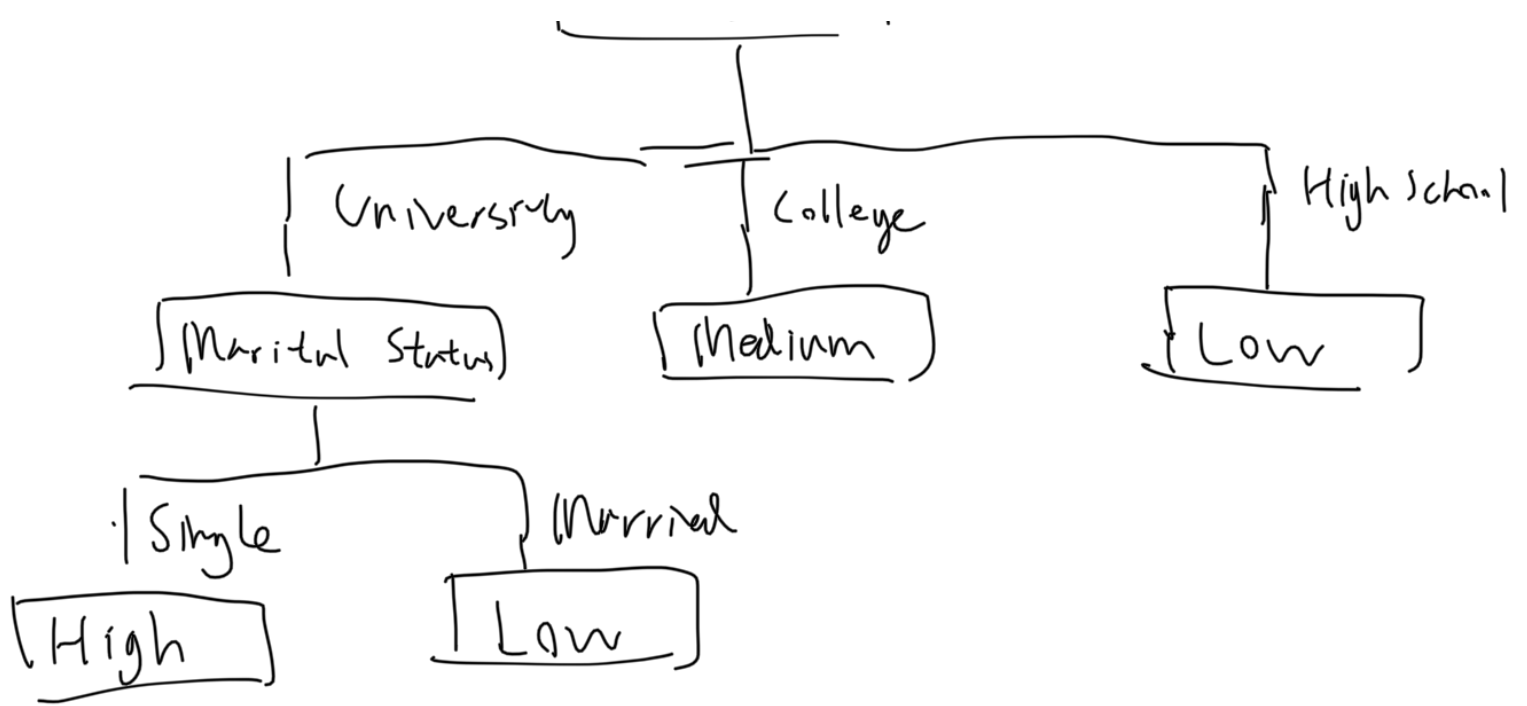 University
College
High School
Marital Status
Medium
Low
Single
Married
High
Low